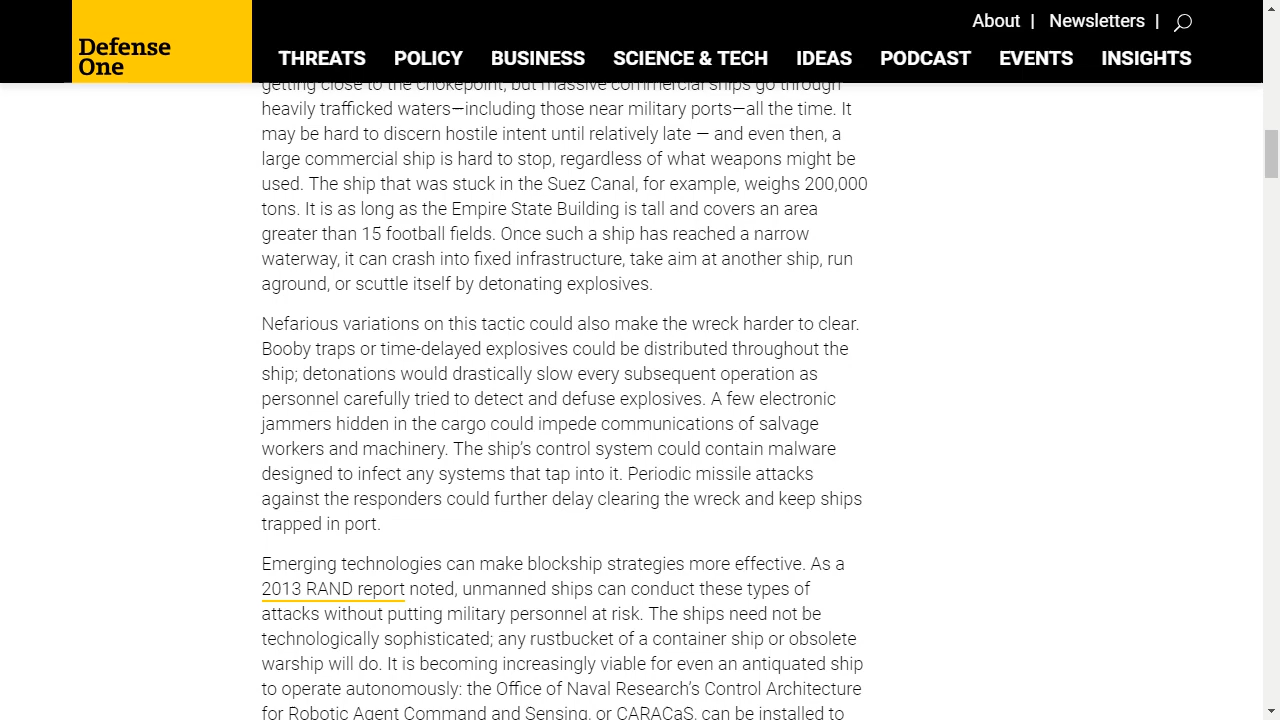 About | Newsletters |
Defense
One
THREATS POLICY BUSINESS SCIENCE & TECH IDEAS PODCAST EVENTS INSIGHTS
getting close to the chokepoint, but massive commercial ships go through
heavily trafficked waters—including those near military ports—all the time. It
may be hard to discern hostile intent until relatively late — and even then, a
large commercial ship is hard to stop, regardless of what weapons might be
used. The ship that was stuck in the Suez Canal, for example, weighs 200,000
tons. It is as long as the Empire State Building is tall and covers an area
greater than 15 football fields. Once such a ship has reached a narrow
waterway, it can crash into fixed infrastructure, take aim at another ship, run
aground, or scuttle itself by detonating explosives.
Nefarious variations on this tactic could also make the wreck harder to clear.
Booby traps or time-delayed explosives could be distributed throughout the
ship; detonations would drastically slow every subsequent operation as
personnel carefully tried to detect and defuse explosives. A few electronic
jammers hidden in the cargo could impede communications of salvage
workers and machinery. The ship’s control system could contain malware
designed to infect any systems that tap into it. Periodic missile attacks
against the responders could further delay clearing the wreck and keep ships
trapped in port.
Emerging technologies can make blockship strategies more effective. As a
2013 RAND report noted, unmanned ships can conduct these types of
attacks without putting military personnel at risk. The ships need not be
technologically sophisticated; any rustbucket of a container ship or obsolete
warship will do. It is becoming increasingly viable for even an antiquated ship
to operate autonomously: the Office of Naval Research’s Control Architecture
for Robotic Agent Command and Sensing, or CARACaS, can be installed to